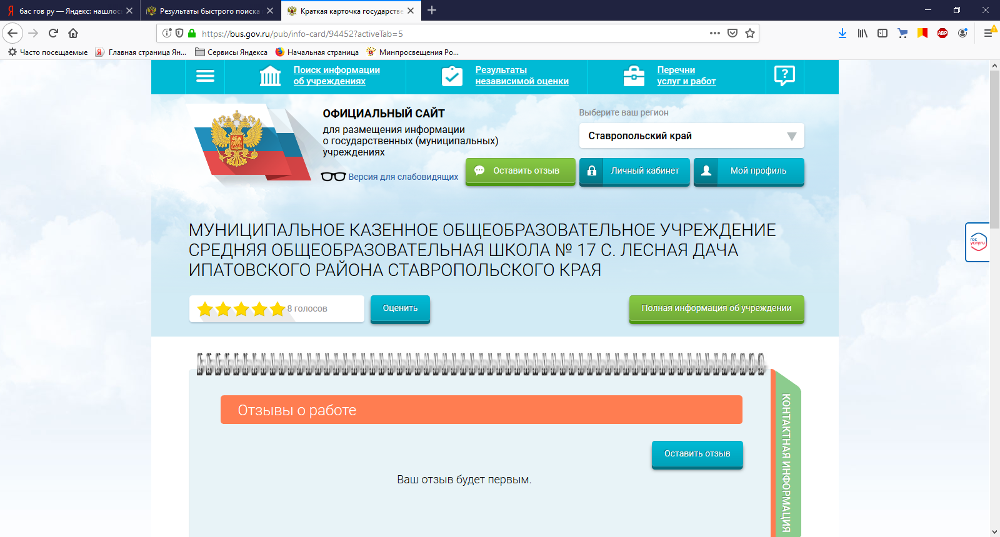 бас гов ру — Яндекс: нашлос
Результаты быстрого поиска
Краткая карточка государстве
https://bus.gov.ru/pub/info-card/94452?activeTab=5
ABP
Часто посещаемые
Главная страница Ян...
Сервисы Яндекса
Начальная страница
Минпросвещения Ро...
Поиск информации
об учреждениях
Результаты
независимой оценки
Перечни
услуг и работ
ОФИЦИАЛЬНЫЙ САЙТ
для размещения информации
о государственных (муниципальных)
учреждениях
Версия для слабовидящих
Выберите ваш регион
Ставропольский край
Оставить отзыв
Личный кабинет
Мой профиль
МУНИЦИПАЛЬНОЕ КАЗЕННОЕ ОБЩЕОБРАЗОВАТЕЛЬНОЕ УЧРЕЖДЕНИЕ
СРЕДНЯЯ ОБЩЕОБРАЗОВАТЕЛЬНАЯ ШКОЛА № 17 С. ЛЕСНАЯ ДАЧА
ИПАТОВСКОГО РАЙОНА СТАВРОПОЛЬСКОГО КРАЯ
гос
услуги
8 голосов
Оценить
Полная информация об учреждении
Отзывы о работе
Оставить отзыв
Ваш отзыв будет первым.
КОНТАКТНАЯ ИНФОРМАЦИЯ